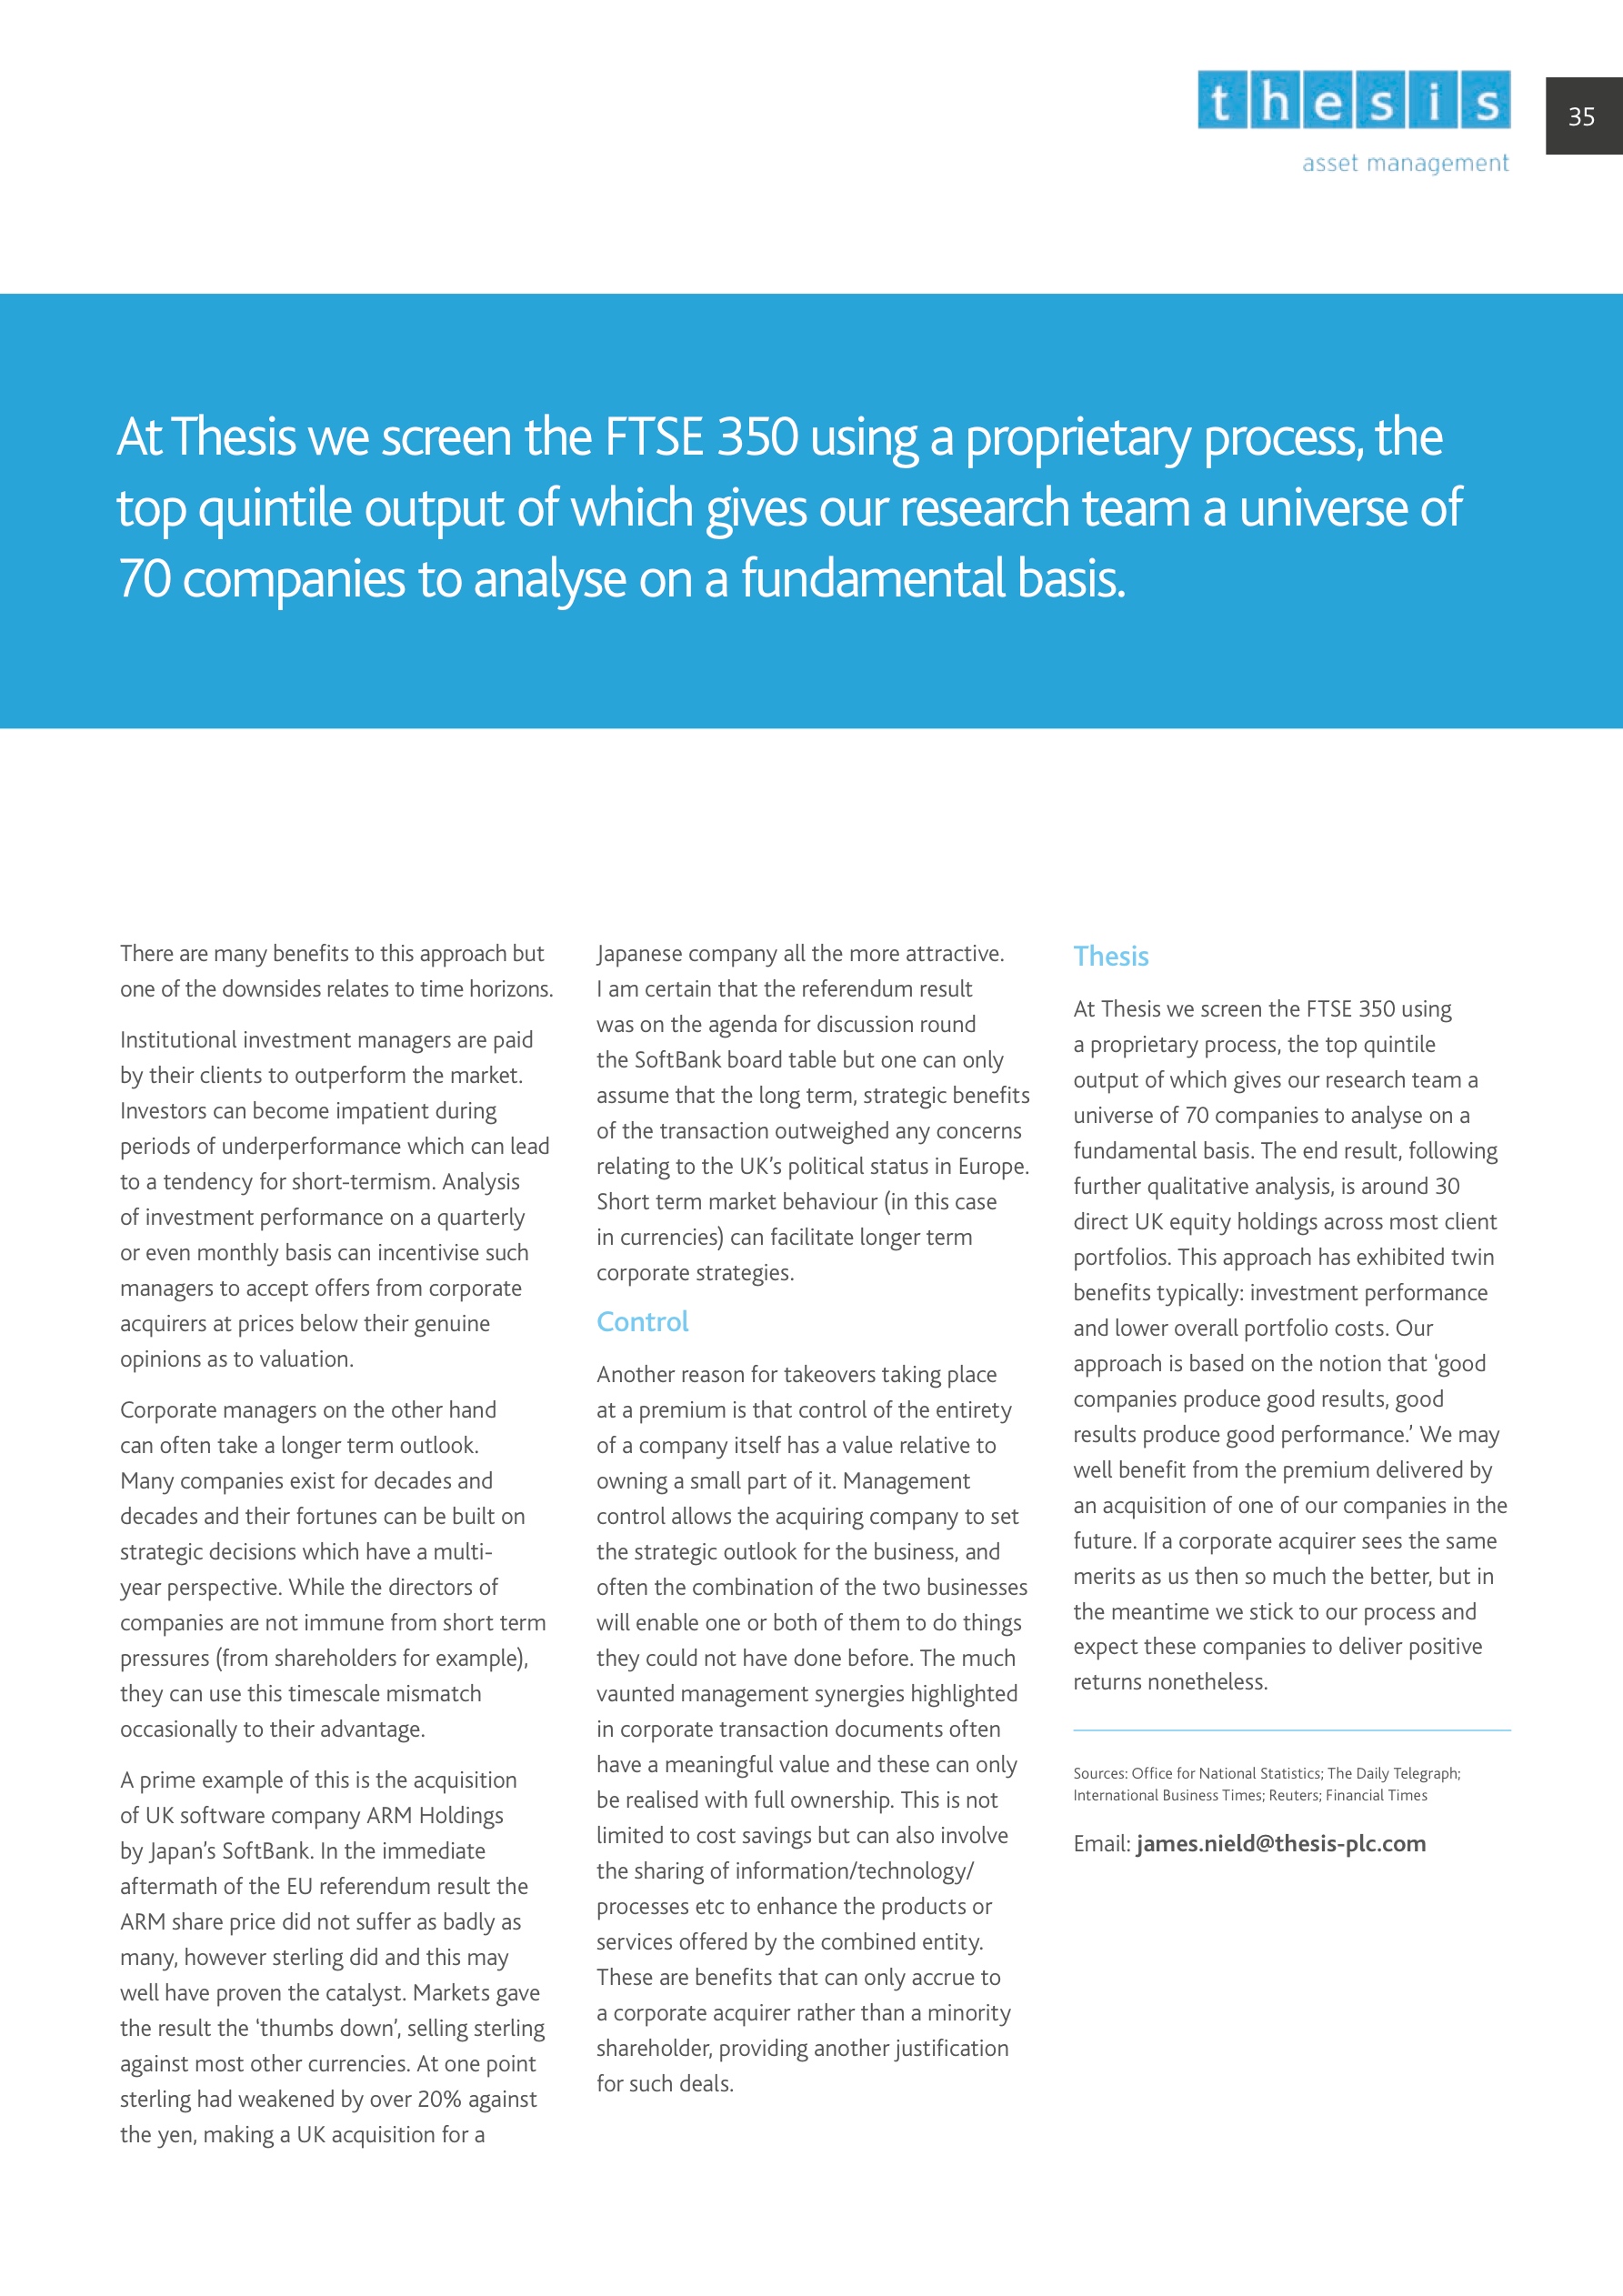 thesis
asset management
35
At Thesis we screen the FTSE 350 using a proprietary process, the
top quintile output of which gives our research team a universe of
70 companies to analyse on a fundamental basis.
There are many benefits to this approach but
one of the downsides relates to time horizons.
Institutional investment managers are paid
by their clients to outperform the market.
Investors can become impatient during
periods of underperformance which can lead
to a tendency for short-termism. Analysis
of investment performance on a quarterly
or even monthly basis can incentivise such
managers to accept offers from corporate
acquirers at prices below their genuine
opinions as to valuation.
Corporate managers on the other hand
can often take a longer term outlook.
Many companies exist for decades and
decades and their fortunes can be built on
strategic decisions which have a multi-
year perspective. While the directors of
companies are not immune from short term
pressures (from shareholders for example),
they can use this timescale mismatch
occasionally to their advantage.
A prime example of this is the acquisition
of UK software company ARM Holdings
by Japan's SoftBank. In the immediate
aftermath of the EU referendum result the
ARM share price did not suffer as badly as
many, however sterling did and this may
well have proven the catalyst. Markets gave
the result the 'thumbs down', selling sterling
against most other currencies. At one point
sterling had weakened by over 20% against
the yen, making a UK acquisition for a
Japanese company all the more attractive.
I am certain that the referendum result
was on the agenda for discussion round
the SoftBank board table but one can only
assume that the long term, strategic benefits
of the transaction outweighed any concerns
relating to the UK's political status in Europe.
Short term market behaviour (in this case
in currencies) can facilitate longer term
corporate strategies.
Control
Another reason for takeovers taking place
at a premium is that control of the entirety
of a company itself has a value relative to
owning a small part of it. Management
control allows the acquiring company to set
the strategic outlook for the business, and
often the combination of the two businesses
will enable one or both of them to do things
they could not have done before. The much
vaunted management synergies highlighted
in corporate transaction documents often
have a meaningful value and these can only
be realised with full ownership. This is not
limited to cost savings but can also involve
the sharing of information/technology/
processes etc to enhance the products or
services offered by the combined entity.
These are benefits that can only accrue to
a corporate acquirer rather than a minority
shareholder, providing another justification
for such deals.
Thesis
At Thesis we screen the FTSE 350 using
a proprietary process, the top quintile
output of which gives our research team a
universe of 70 companies to analyse on a
fundamental basis. The end result, following
further qualitative analysis, is around 30
direct UK equity holdings across most client
portfolios. This approach has exhibited twin
benefits typically: investment performance
and lower overall portfolio costs. Our
approach is based on the notion that 'good
companies produce good results, good
results produce good performance.' We may
well benefit from the premium delivered by
an acquisition of one of our companies in the
future. If a corporate acquirer sees the same
merits as us then so much the better, but in
the meantime we stick to our process and
expect these companies to deliver positive
returns nonetheless.
Sources: Office for National Statistics; The Daily Telegraph;
International Business Times; Reuters; Financial Times
Email: james.nield@thesis-plc.com